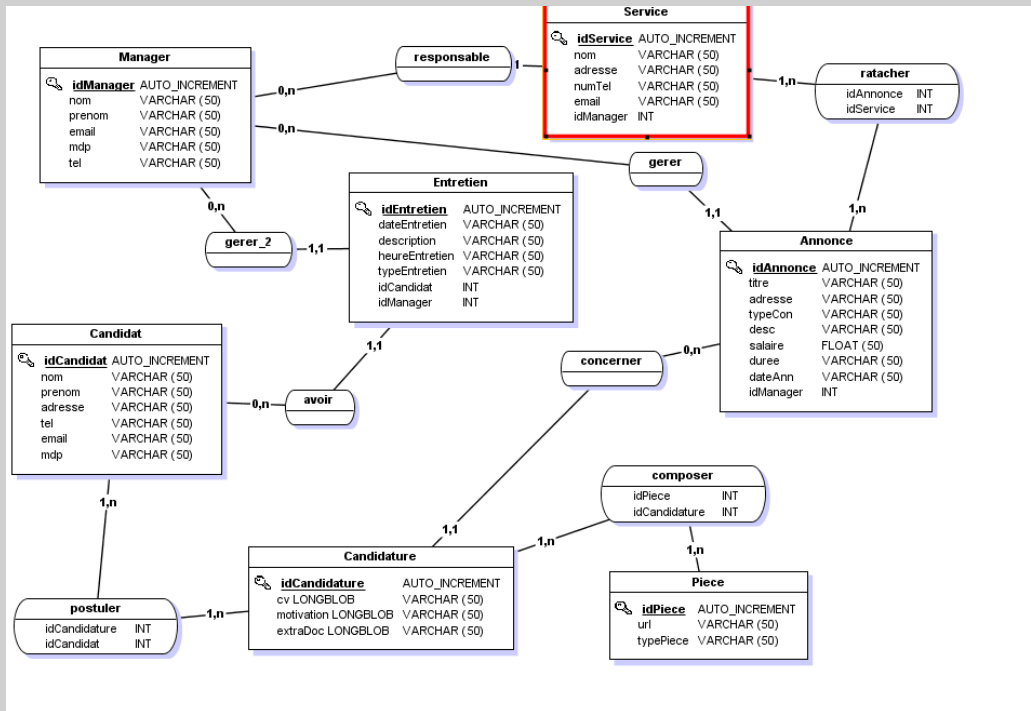 Service
idService AUTO_INCREMENT
nom VARCHAR (50)
adresse VARCHAR (50)
numTel VARCHAR (50)
email VARCHAR (50)
idManager INT
responsable
1
0,n
Manager
idManager AUTO_INCREMENT
nom VARCHAR (50)
prenom VARCHAR (50)
email VARCHAR (50)
mdp VARCHAR (50)
tel VARCHAR (50)
1,n
ratacher
idAnnonce INT
idService INT
0,n
gerer
1,1
1,n
Entretien
idEntretien AUTO_INCREMENT
dateEntretien VARCHAR (50)
description VARCHAR (50)
heureEntretien VARCHAR (50)
typeEntretien VARCHAR (50)
idCandidat INT
idManager INT
0,n
gerer_2
1,1
Annonce
idAnnonce AUTO_INCREMENT
titre VARCHAR (50)
adresse VARCHAR (50)
typeCon VARCHAR (50)
desc VARCHAR (50)
salaire FLOAT (50)
duree VARCHAR (50)
dateAnn VARCHAR (50)
idManager INT
Candidat
idCandidat AUTO_INCREMENT
nom VARCHAR (50)
prenom VARCHAR (50)
adresse VARCHAR (50)
tel VARCHAR (50)
email VARCHAR (50)
mdp VARCHAR (50)
1,1
0,n
avoir
concerner
0,n
1,1
1,n
composer
idPiece INT
idCandidature INT
1,n
1,n
Candidature
idCandidature AUTO_INCREMENT
cv LONGBLOB VARCHAR (50)
motivation LONGBLOB VARCHAR (50)
extraDoc LONGBLOB VARCHAR (50)
Piece
idPiece AUTO_INCREMENT
url VARCHAR (50)
typePiece VARCHAR (50)
postuler
idCandidature INT
idCandidat INT
1,n